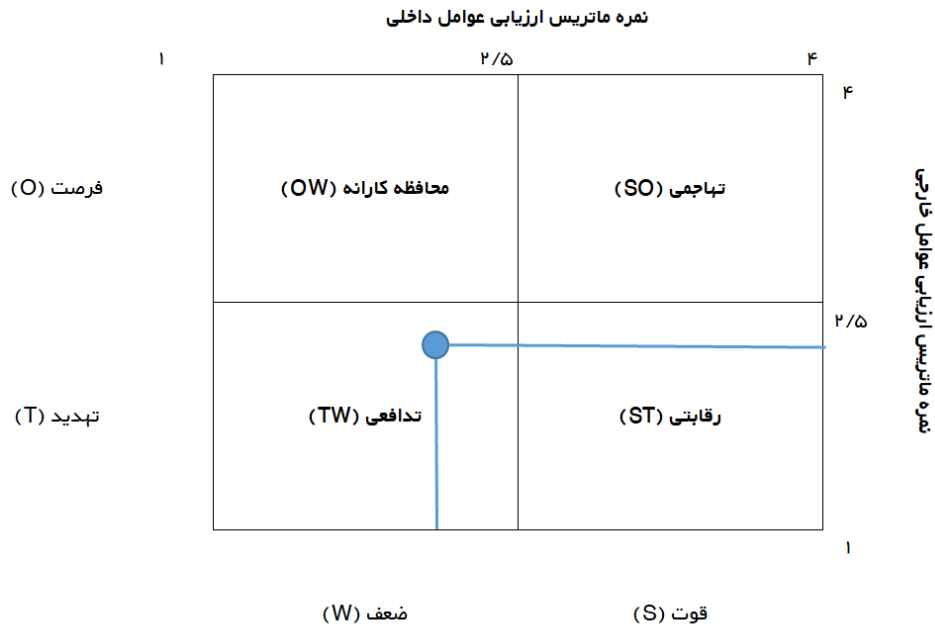 نمره ماتریس ارزیابی عوامل داخلی
۴
۲/۵
۱
۴
تهاجمی (SO)
محافظه کارانه (OW)
فرصت (O)
نمره ماتریس ارزیابی عوامل خارجی
۲/۵
رقابتی (ST)
تدافعی (TW)
تهدید (T)
۱
قوت (S)
ضعف (W)